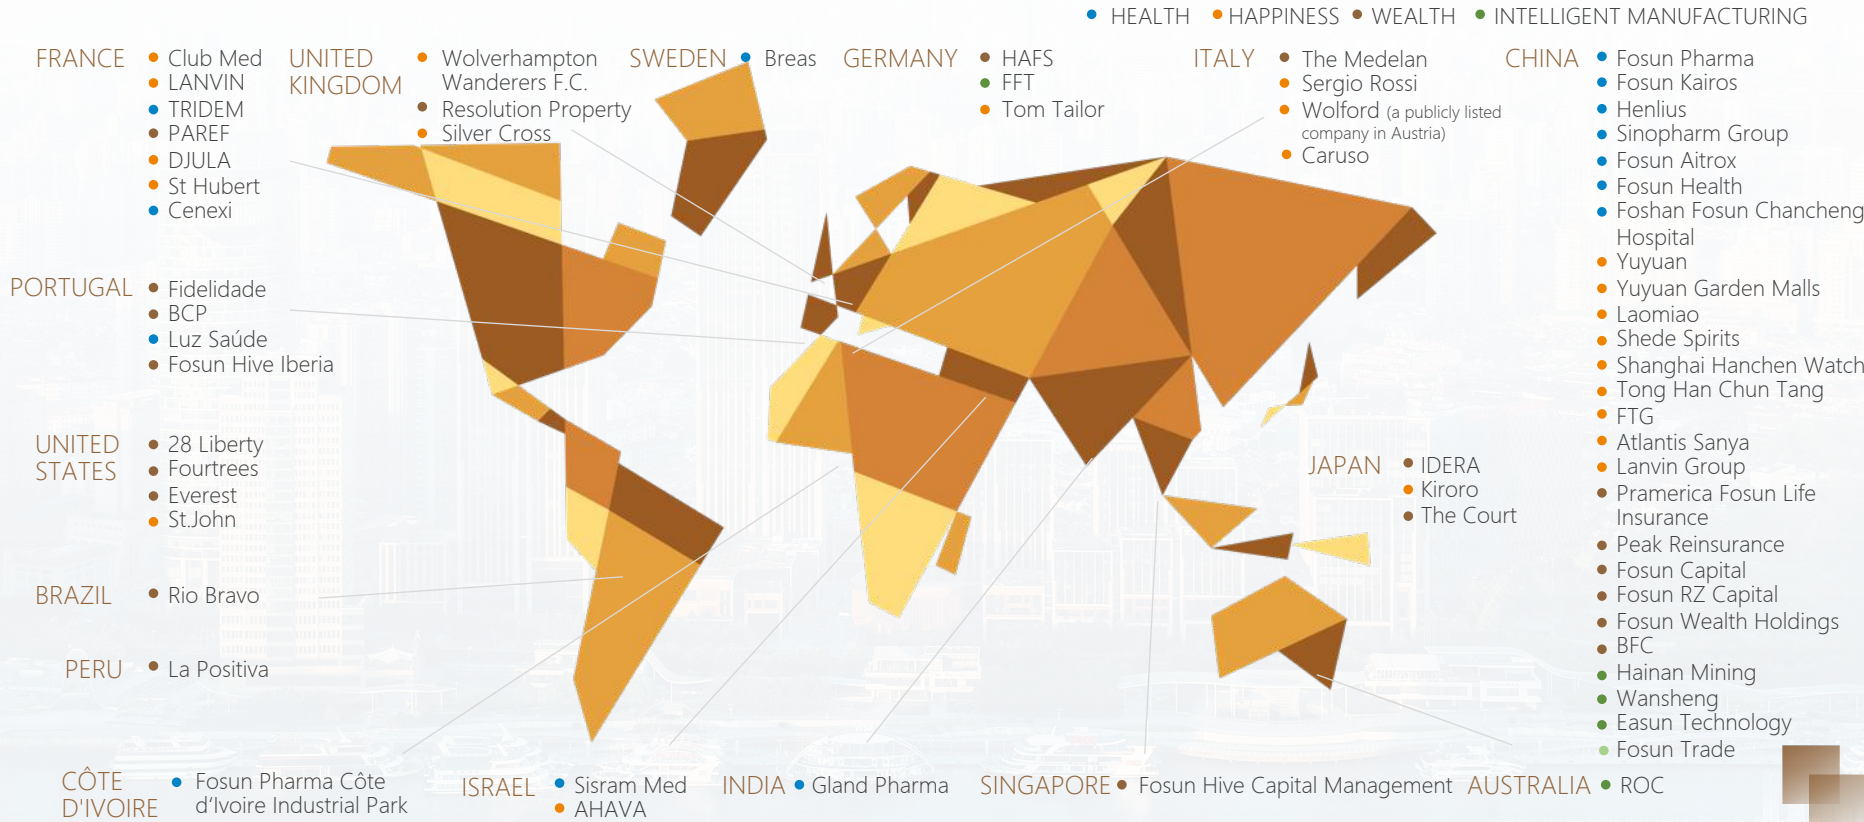 HEALTH HAPPINESS WEALTH INTELLIGENT MANUFACTURING
FRANCE
Club Med
LANVIN
TRIDEM
PAREF
DJULA
St Hubert
Cenexi
UNITED
KINGDOM
Wolverhampton
Wanderers F.C.
Resolution Property
Silver Cross
SWEDEN
Breas
GERMANY
HAFS
FFT
Tom Tailor
ITALY
The Medelan
Sergio Rossi
Wolford (a publicly listed
company in Austria)
Caruso
CHINA
Fosun Pharma
Fosun Kairos
Henlius
Sinopharm Group
Fosun Aitrox
Fosun Health
Foshan Fosun Chancheng
Hospital
Yuyuan
Yuyuan Garden Malls
Laomiao
Shede Spirits
Shanghai Hanchen Watch
Tong Han Chun Tang
FTG
Atlantis Sanya
Lanvin Group
Pramerica Fosun Life
Insurance
Peak Reinsurance
Fosun Capital
Fosun RZ Capital
Fosun Wealth Holdings
BFC
Hainan Mining
Wansheng
Easun Technology
Fosun Trade
PORTUGAL
Fidelidade
BCP
Luz Saúde
Fosun Hive Iberia
UNITED
STATES
28 Liberty
Fourtrees
Everest
St.John
JAPAN
IDERA
Kiroro
The Court
BRAZIL
Rio Bravo
PERU
La Positiva
CÔTE
D'IVOIRE
Fosun Pharma Côte
d’Ivoire Industrial Park
ISRAEL
Sisram Med
AHAVA
INDIA
Gland Pharma
SINGAPORE
Fosun Hive Capital Management
AUSTRALIA
ROC